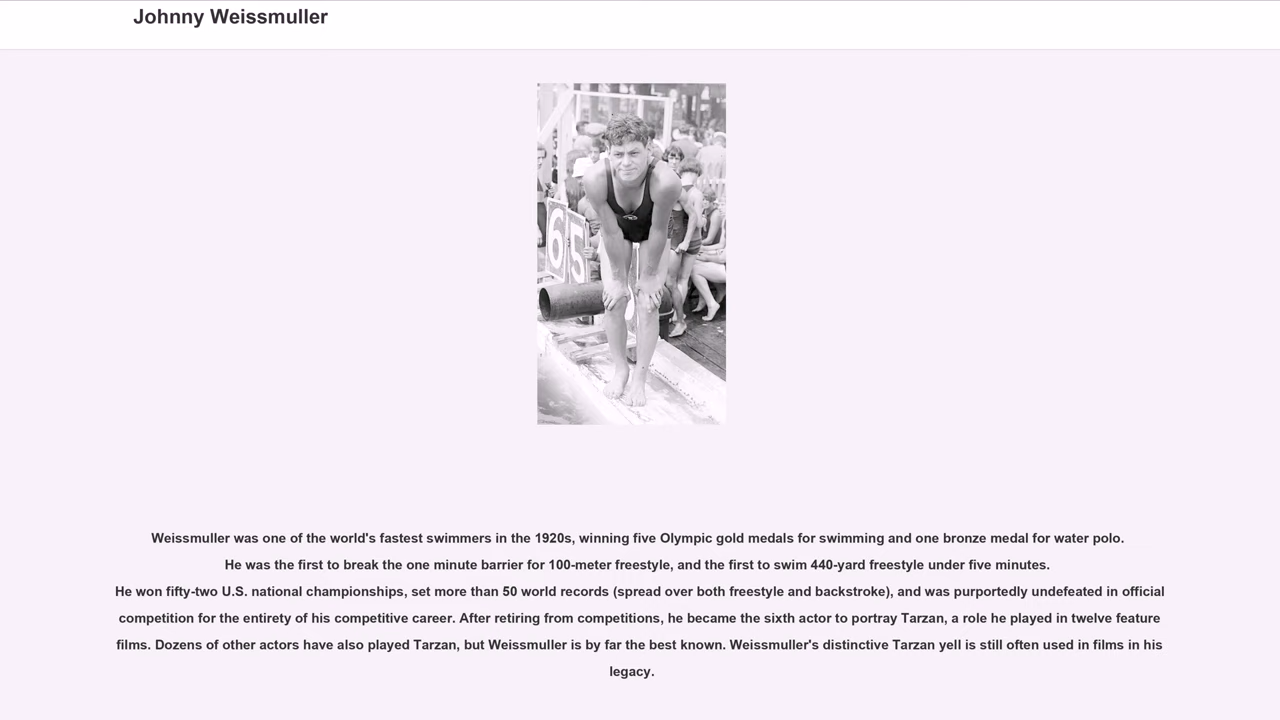 Johnny Weissmuller
65
Weissmuller was one of the world's fastest swimmers in the 1920s, winning five Olympic gold medals for swimming and one bronze medal for water polo.
He was the first to break the one minute barrier for 100-meter freestyle, and the first to swim 440-yard freestyle under five minutes.
He won fifty-two U.S. national championships, set more than 50 world records (spread over both freestyle and backstroke), and was purportedly undefeated in official
competition for the entirety of his competitive career. After retiring from competitions, he became the sixth actor to portray Tarzan, a role he played in twelve feature
films. Dozens of other actors have also played Tarzan, but Weissmuller is by far the best known. Weissmuller's distinctive Tarzan yell is still often used in films in his
legacy.